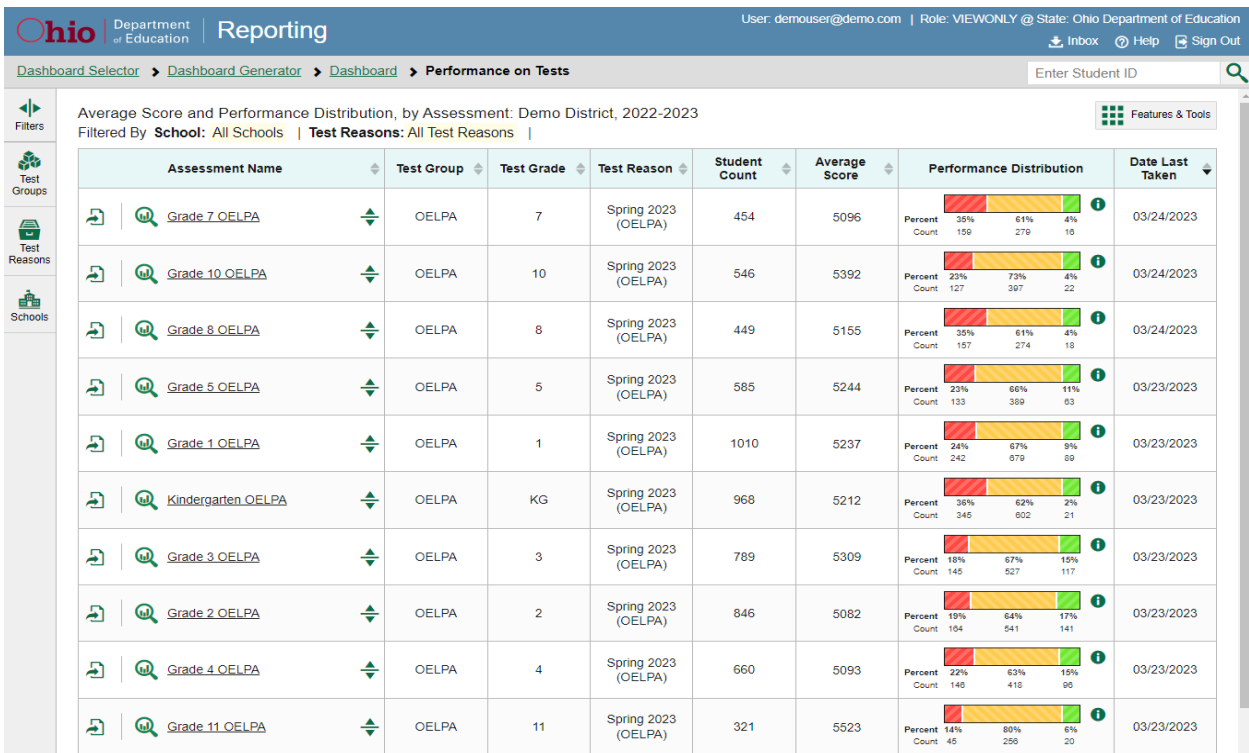 User: demouser@demo.com | Role: VIEWONLY @ State: Ohio Department of Education
Ohio Department of Education Reporting
Inbox Help Sign Out
Dashboard Selector > Dashboard Generator > Dashboard > Performance on Tests
Enter Student ID
Filters
Test Groups
Test Reasons
Schools
Average Score and Performance Distribution, by Assessment: Demo District, 2022-2023
Filtered By School: All Schools | Test Reasons: All Test Reasons |
Features & Tools
Assessment Name Test Group Test Grade Test Reason Student Count Average Score Performance Distribution Date Last Taken
Grade 7 OELPA OELPA 7 Spring 2023 (OELPA) 454 5096 Percent 35% 61% 4% 03/24/2023
Count 159 279 16
Grade 10 OELPA OELPA 10 Spring 2023 (OELPA) 546 5392 Percent 23% 73% 4% 03/24/2023
Count 127 397 22
Grade 8 OELPA OELPA 8 Spring 2023 (OELPA) 449 5155 Percent 35% 61% 4% 03/24/2023
Count 157 274 18
Grade 5 OELPA OELPA 5 Spring 2023 (OELPA) 585 5244 Percent 23% 66% 11% 03/23/2023
Count 133 389 63
Grade 1 OELPA OELPA 1 Spring 2023 (OELPA) 1010 5237 Percent 24% 67% 9% 03/23/2023
Count 242 679 89
Kindergarten OELPA OELPA KG Spring 2023 (OELPA) 968 5212 Percent 36% 62% 2% 03/23/2023
Count 345 602 21
Grade 3 OELPA OELPA 3 Spring 2023 (OELPA) 789 5309 Percent 18% 67% 15% 03/23/2023
Count 145 527 117
Grade 2 OELPA OELPA 2 Spring 2023 (OELPA) 846 5082 Percent 19% 64% 17% 03/23/2023
Count 164 541 141
Grade 4 OELPA OELPA 4 Spring 2023 (OELPA) 660 5093 Percent 22% 63% 15% 03/23/2023
Count 146 418 96
Grade 11 OELPA OELPA 11 Spring 2023 (OELPA) 321 5523 Percent 14% 80% 6% 03/23/2023
Count 45 256 20